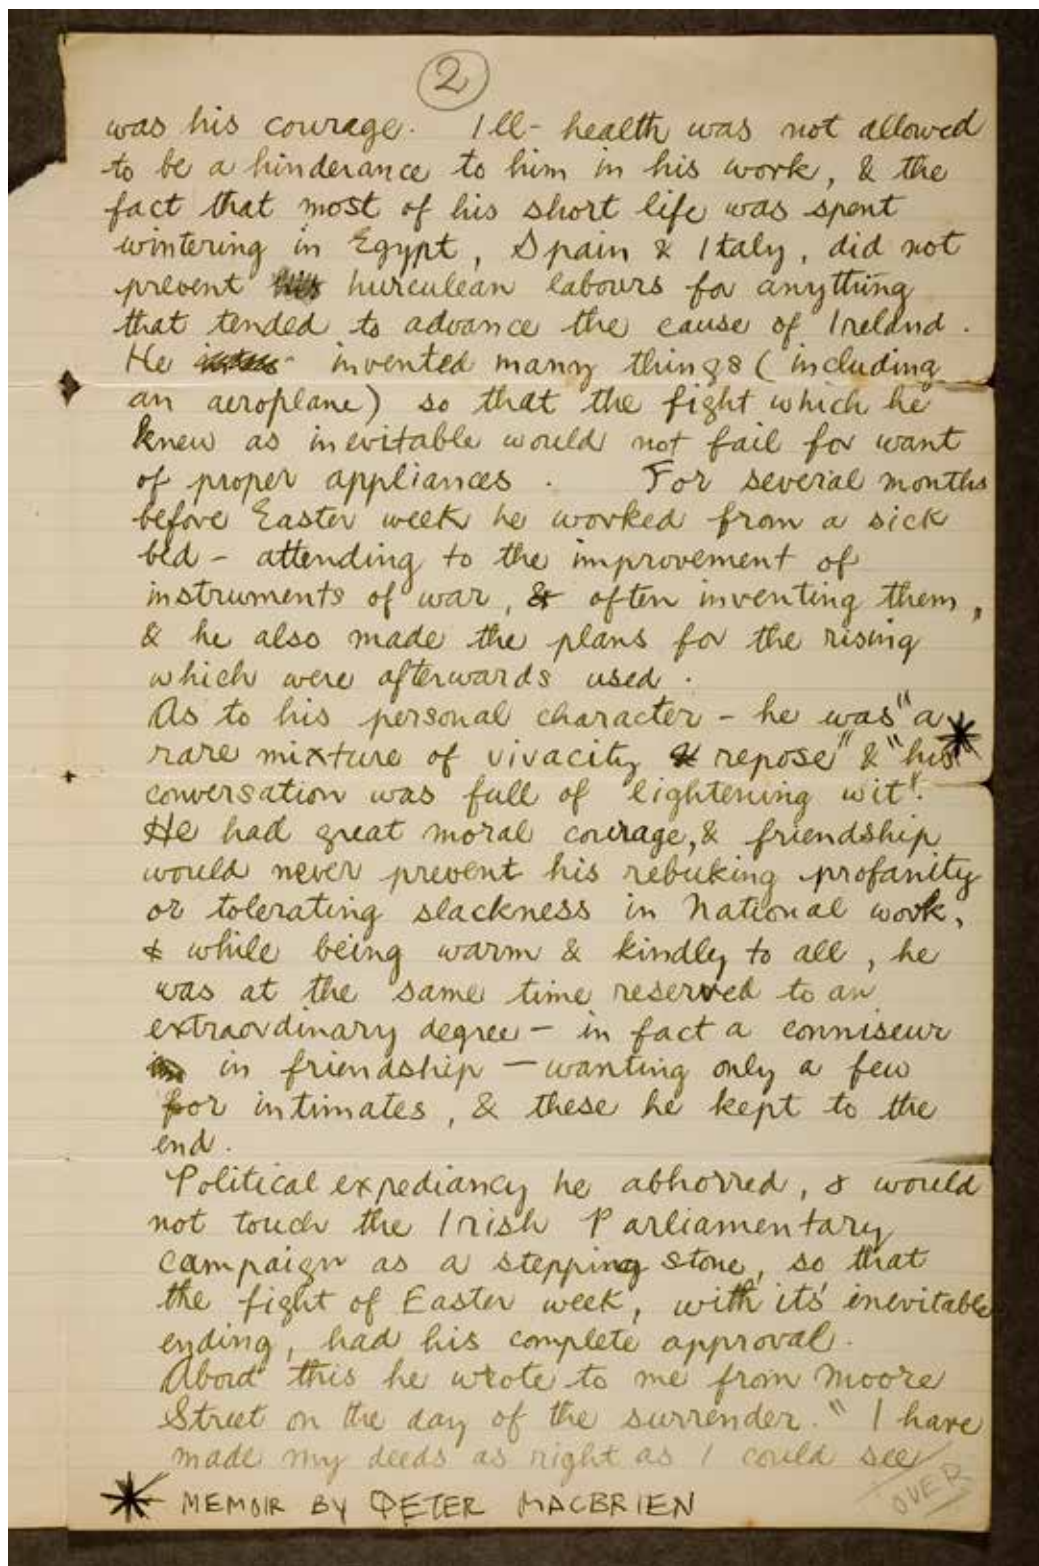 2
was his courage. Ill-health was not allowed
to be a hinderance to him in his work, & the
fact that most of his short life was spent
wintering in Egypt, Spain & Italy, did not
prevent his hurculean labours for anything
that tended to advance the cause of Ireland.
He invented many things (including
an aeroplane) so that the fight which he
knew as inevitable would not fail for want
of proper appliances. For several months
before Easter week he worked from a sick
bed - attending to the improvement of
instruments of war, & often inventing them,
& he also made the plans for the rising
which were afterwards used.
As to his personal character - he was "a
rare mixture of vivacity & repose" & "his
conversation was full of lightening wit".
He had great moral courage, & friendship
would never prevent his rebuking profanity
or tolerating slackness in National work,
& while being warm & kindly to all, he
was at the same time reserved to an
extraordinary degree - in fact a conniseur
in friendship - wanting only a few
for intimates, & these he kept to the
end.
Political expediancy he abhorred, & would
not touch the Irish Parliamentary
campaign as a stepping stone, so that
the fight of Easter week, with its' inevitable
ending, had his complete approval.
About this he wrote to me from Moore
Street on the day of the surrender. "I have
made my deeds as right as I could see
OVER
* MEMOIR BY PETER MACBRIEN